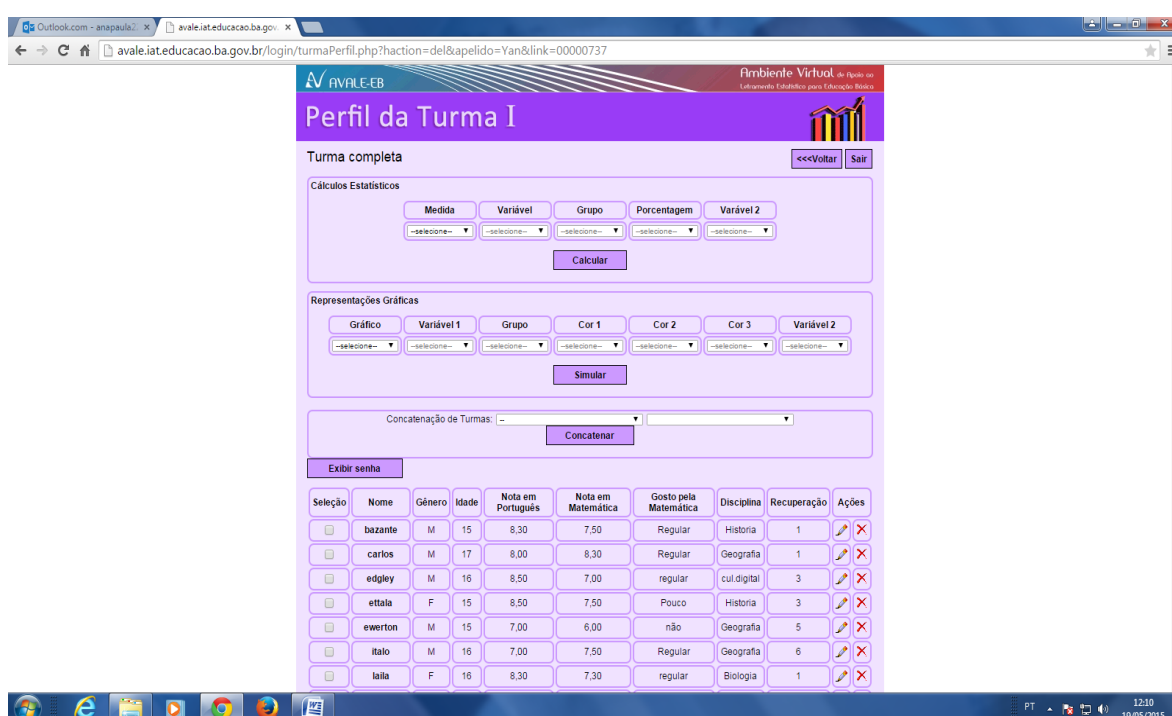 Outlook.com - anapaula2
avale.iat.educacao.ba.gov.
avale.iat.educacao.ba.gov.br/login/turmaPerfil.php?haction=del&apelido=Yan&link=00000737
AVALE-EB
Ambiente Virtual de Apoio ao
Letramento Estatístico para Educação Básica
Perfil da Turma I
Turma completa
<<<Voltar Sair
Cálculos Estatísticos
Medida Variável Grupo Porcentagem Varável 2
--selecione-- --selecione-- --selecione-- --selecione-- --selecione--
Calcular
Representações Gráficas
Gráfico Variável 1 Grupo Cor 1 Cor 2 Cor 3 Variável 2
--selecione-- --selecione-- --selecione-- --selecione-- --selecione-- --selecione-- --selecione--
Simular
Concatenação de Turmas: --
Concatenar
Exibir senha
Seleção Nome Gênero Idade Nota em Português Nota em Matemática Gosto pela Matemática Disciplina Recuperação Ações
bazante M 15 8,30 7,50 Regular Historia 1
carlos M 17 8,00 8,30 Regular Geografia 1
edgley M 16 8,50 7,00 regular cul.digital 3
ettala F 15 8,50 7,50 Pouco Historia 3
ewerton M 15 7,00 6,00 não Geografia 5
italo M 16 7,00 7,50 Regular Geografia 6
laila F 16 8,30 7,30 regular Biologia 1
PT 12:10
19/05/2015